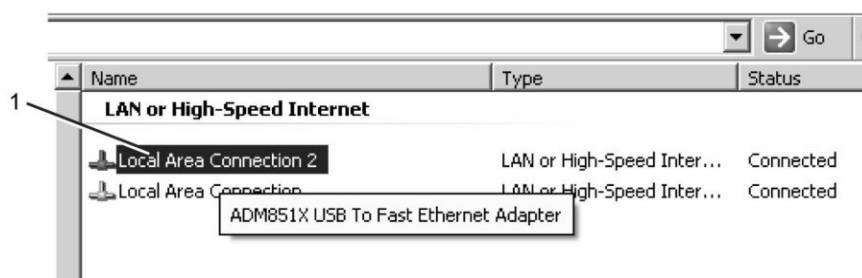 Go
Name Type Status
1
LAN or High-Speed Internet
Local Area Connection 2 LAN or High-Speed Inter... Connected
Local Area Connection LAN or High-Speed Inter... Connected
ADM851X USB To Fast Ethernet Adapter